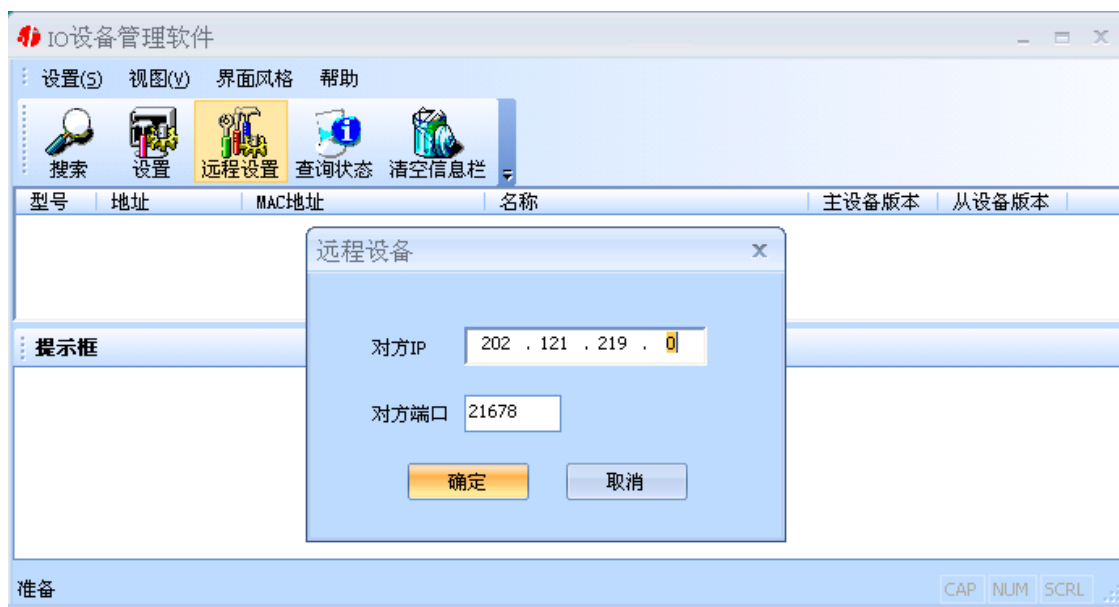 IO设备管理软件
设置(S) 视图(V) 界面风格 帮助
搜索 设置 远程设置 查询状态 清空信息栏
型号 地址 MAC地址 名称 主设备版本 从设备版本
远程设备
提示框
对方IP 202 . 121 . 219 . 0
对方端口 21678
确定 取消
准备 CAP NUM SCRL